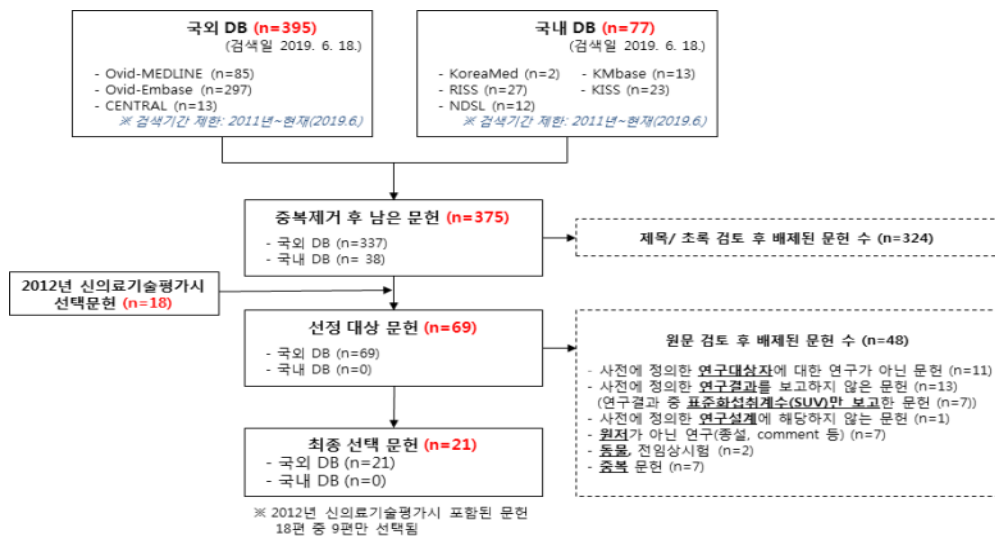 국외 DB (n=395)
(검색일 2019. 6. 18.)
- Ovid-MEDLINE (n=85)
- Ovid-Embase (n=297)
- CENTRAL (n=13)
※ 검색기간 제한: 2011년~현재(2019.6.)
국내 DB (n=77)
(검색일 2019. 6. 18.)
- KoreaMed (n=2) - KMbase (n=13)
- RISS (n=27) - KISS (n=23)
- NDSL (n=12)
※ 검색기간 제한: 2011년~현재(2019.6.)
중복제거 후 남은 문헌 (n=375)
- 국외 DB (n=337)
- 국내 DB (n= 38)
제목/ 초록 검토 후 배제된 문헌 수 (n=324)
2012년 신의료기술평가시
선택문헌 (n=18)
선정 대상 문헌 (n=69)
- 국외 DB (n=69)
- 국내 DB (n=0)
원문 검토 후 배제된 문헌 수 (n=48)
- 사전에 정의한 연구대상자에 대한 연구가 아닌 문헌 (n=11)
- 사전에 정의한 연구결과를 보고하지 않은 문헌 (n=13)
(연구결과 중 표준화섭취계수(SUV)만 보고한 문헌 (n=7))
- 사전에 정의한 연구설계에 해당하지 않는 문헌 (n=1)
- 원저가 아닌 연구(종설, comment 등) (n=7)
- 동물, 전임상시험 (n=2)
- 중복 문헌 (n=7)
최종 선택 문헌 (n=21)
- 국외 DB (n=21)
- 국내 DB (n=0)
※ 2012년 신의료기술평가시 포함된 문헌
18편 중 9편만 선택됨